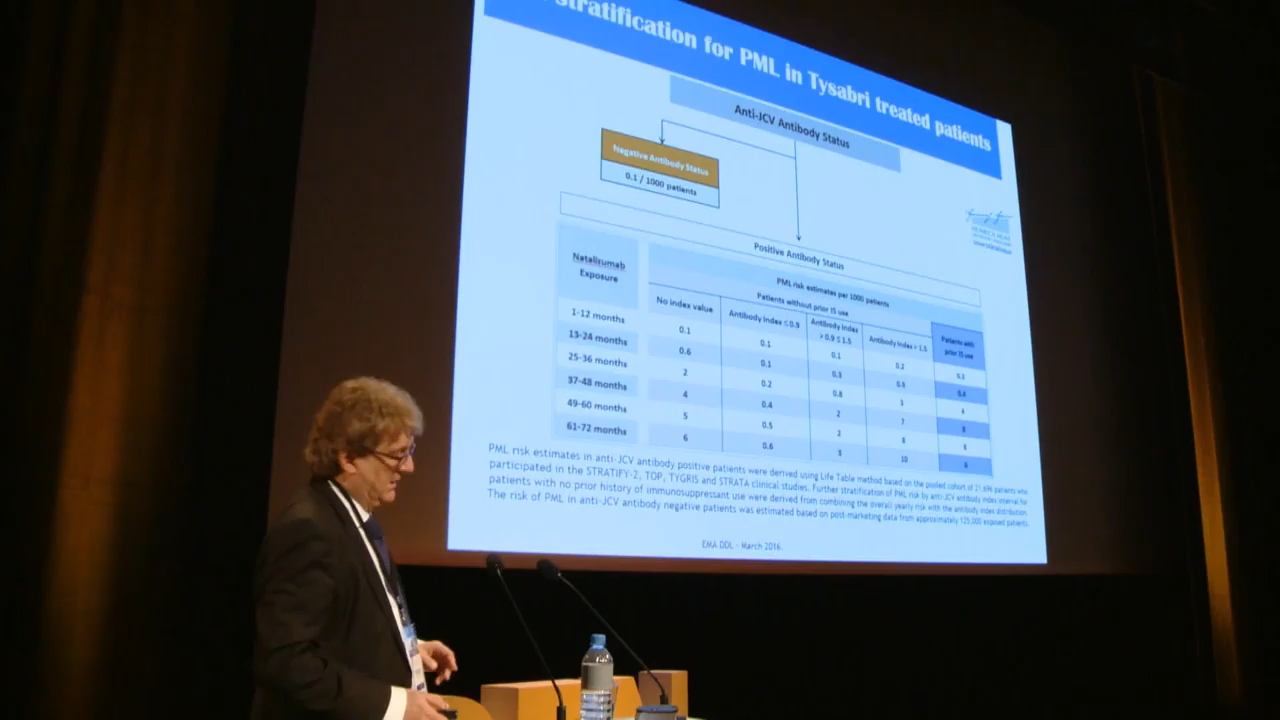 stratification for PML in Tysabri treated patients
Anti-JCV Antibody Status
Negative Antibody Status
0.1 / 1000 patients
Positive Antibody Status
Natalizumab
Exposure
PML risk estimates per 1000 patients
Patients without prior IS use
Patients with
prior IS use
No index value
Antibody Index ≤ 0.9
Antibody Index
> 0.9 ≤ 1.5
Antibody Index > 1.5
1-12 months 0.1 0.1 0.1 0.2
13-24 months 0.6 0.1 0.3 0.9
25-36 months 2 0.2 0.8 3
37-48 months 4 0.4 2 7
49-60 months 5 0.5 2 8
61-72 months 6 0.6 3 10
PML risk estimates in anti-JCV antibody positive patients were derived using Life Table method based on the pooled cohort of patients who
participated in the STRATIFY-2, TOP, TYGRIS and STRATA clinical studies. Further stratification of PML risk by anti-JCV antibody index interval for
patients with no prior history of immunosuppressant use were derived from combining the overall yearly risk with the antibody index distribution.
The risk of PML in anti-JCV antibody negative patients was estimated based on post-marketing data from approximately 125,000 exposed patients.
EMA DDL - March 2016.